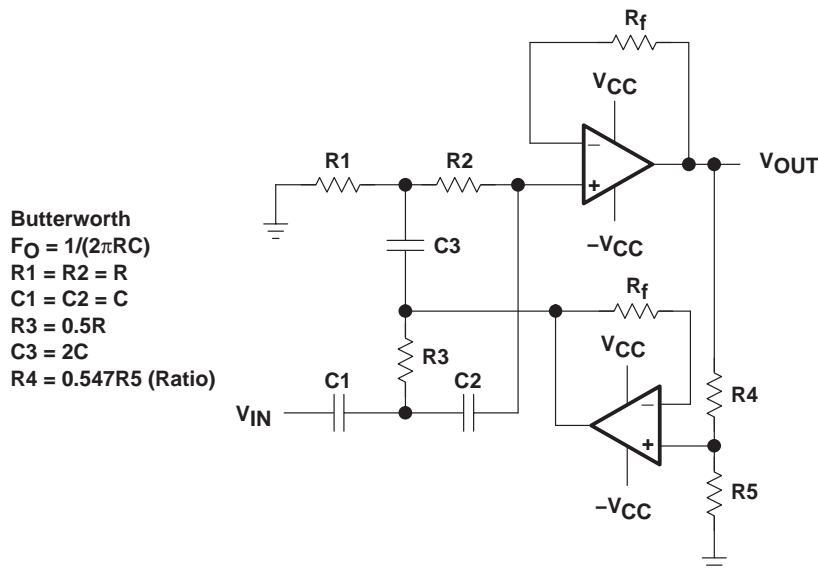 Rf
VCC
R1
R2
VOUT
Butterworth
FO = 1/(2πRC)
R1 = R2 = R
C1 = C2 = C
R3 = 0.5R
C3 = 2C
R4 = 0.547R5 (Ratio)
–
+
–VCC
C3
Rf
VCC
R3
C1
C2
VIN
–
+
R4
–VCC
R5